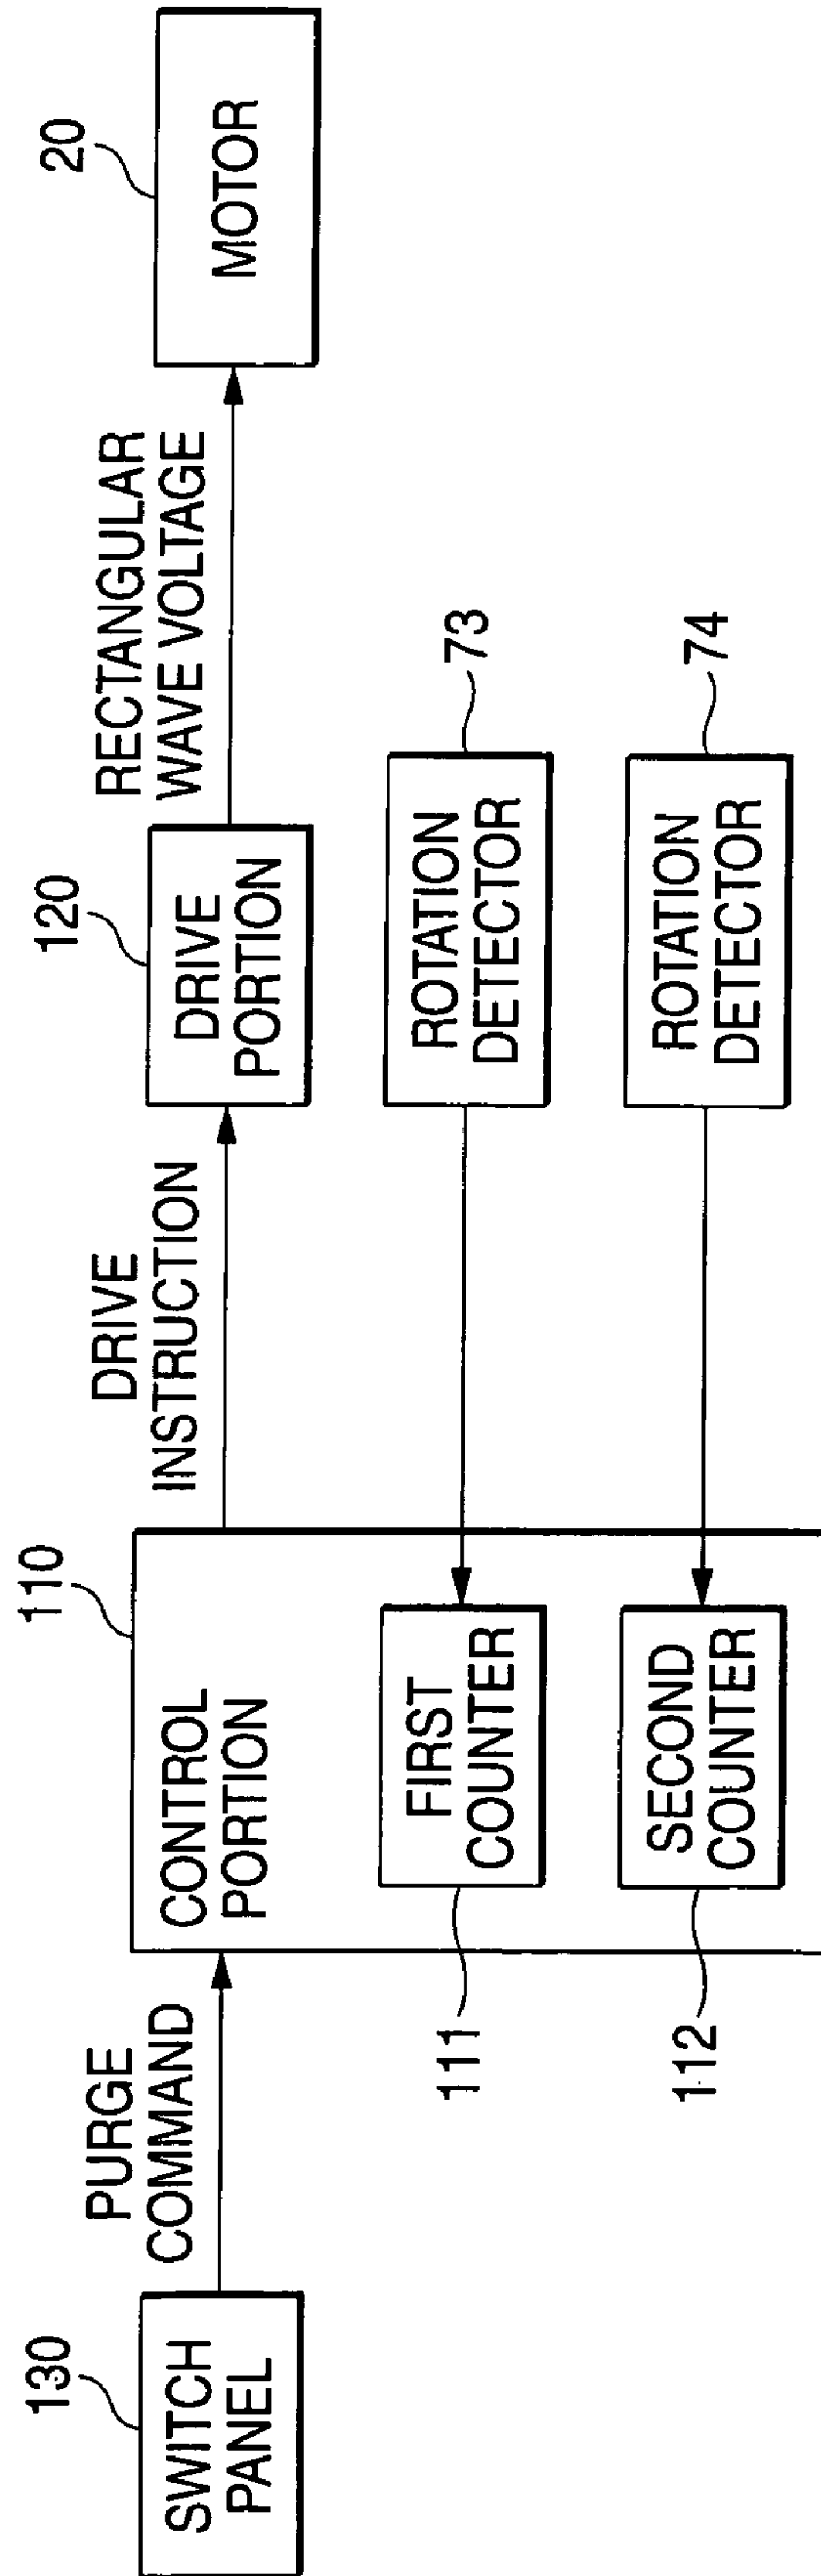 130
SWITCH
PANEL
PURGE
COMMAND
110
CONTROL
PORTION
FIRST
COUNTER
111
SECOND
COUNTER
112
DRIVE
INSTRUCTION
120
DRIVE
PORTION
RECTANGULAR
WAVE VOLTAGE
20
MOTOR
ROTATION
DETECTOR
73
ROTATION
DETECTOR
74